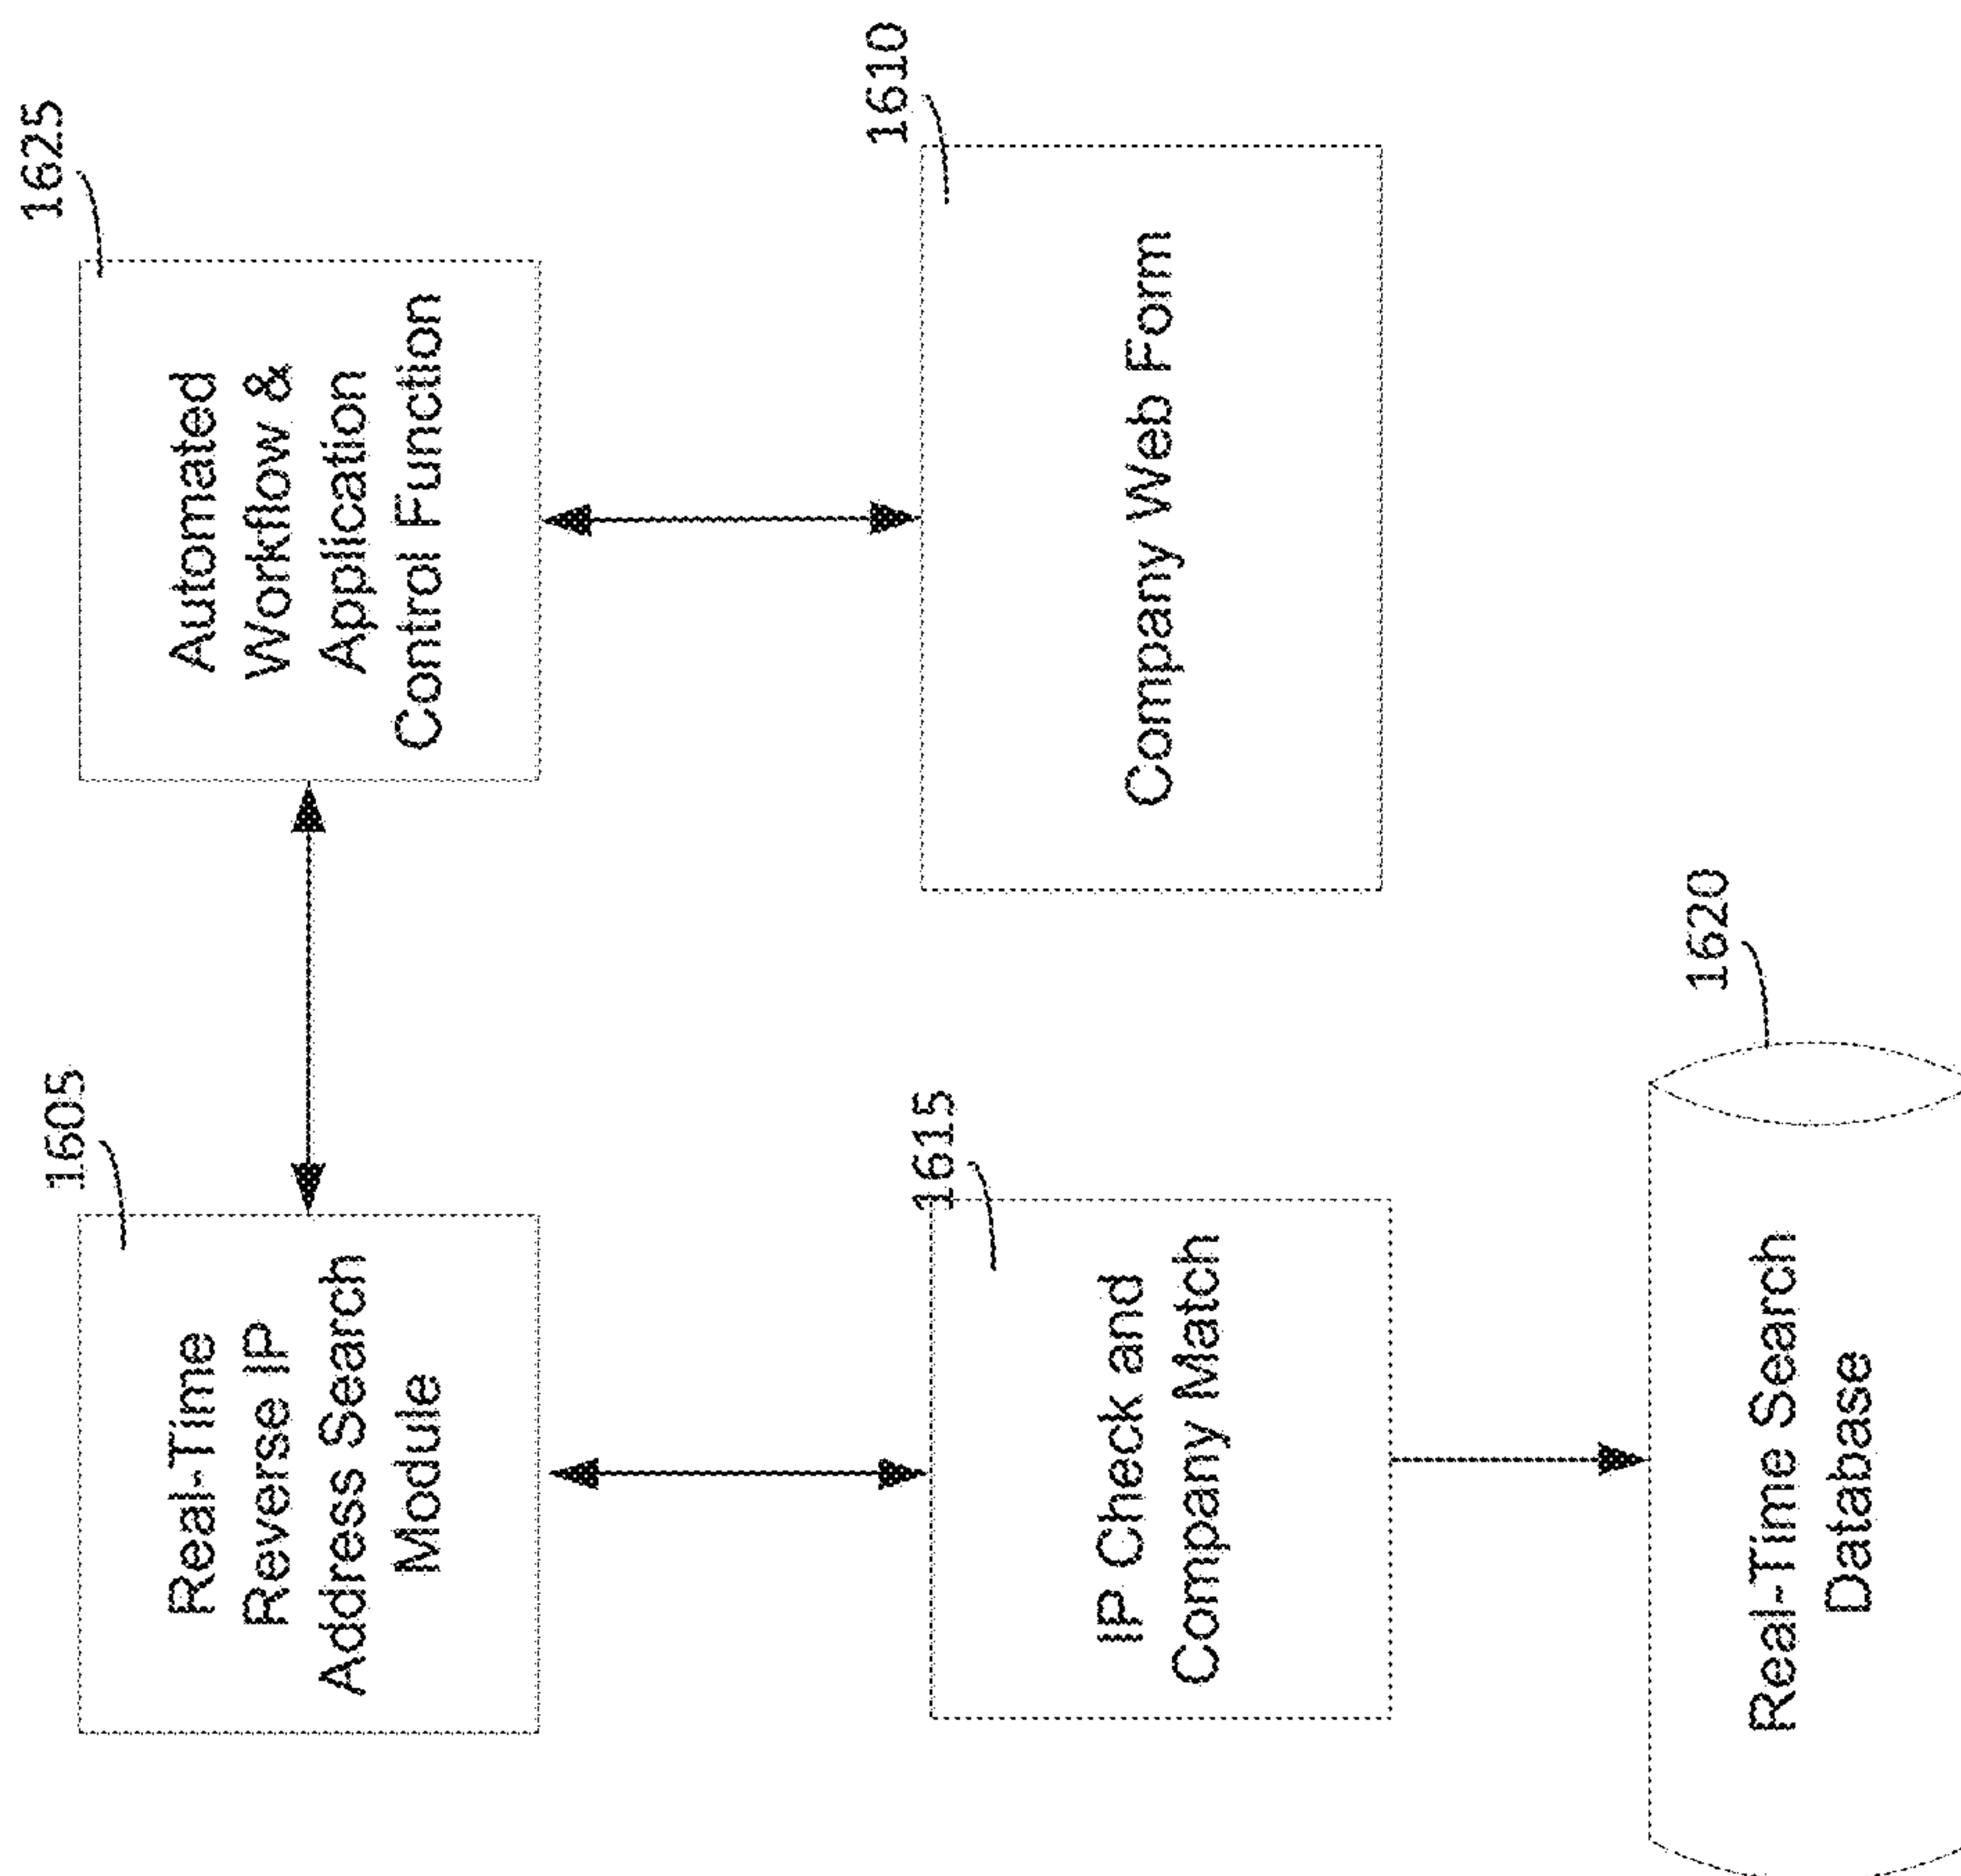 1605
Real-Time
Reverse IP
Address Search
Module
1615
IP Check and
Company Match
1620
Real-Time Search
Database
1625
Automated
Workflow &
Application
Control Function
1610
Company Web Form